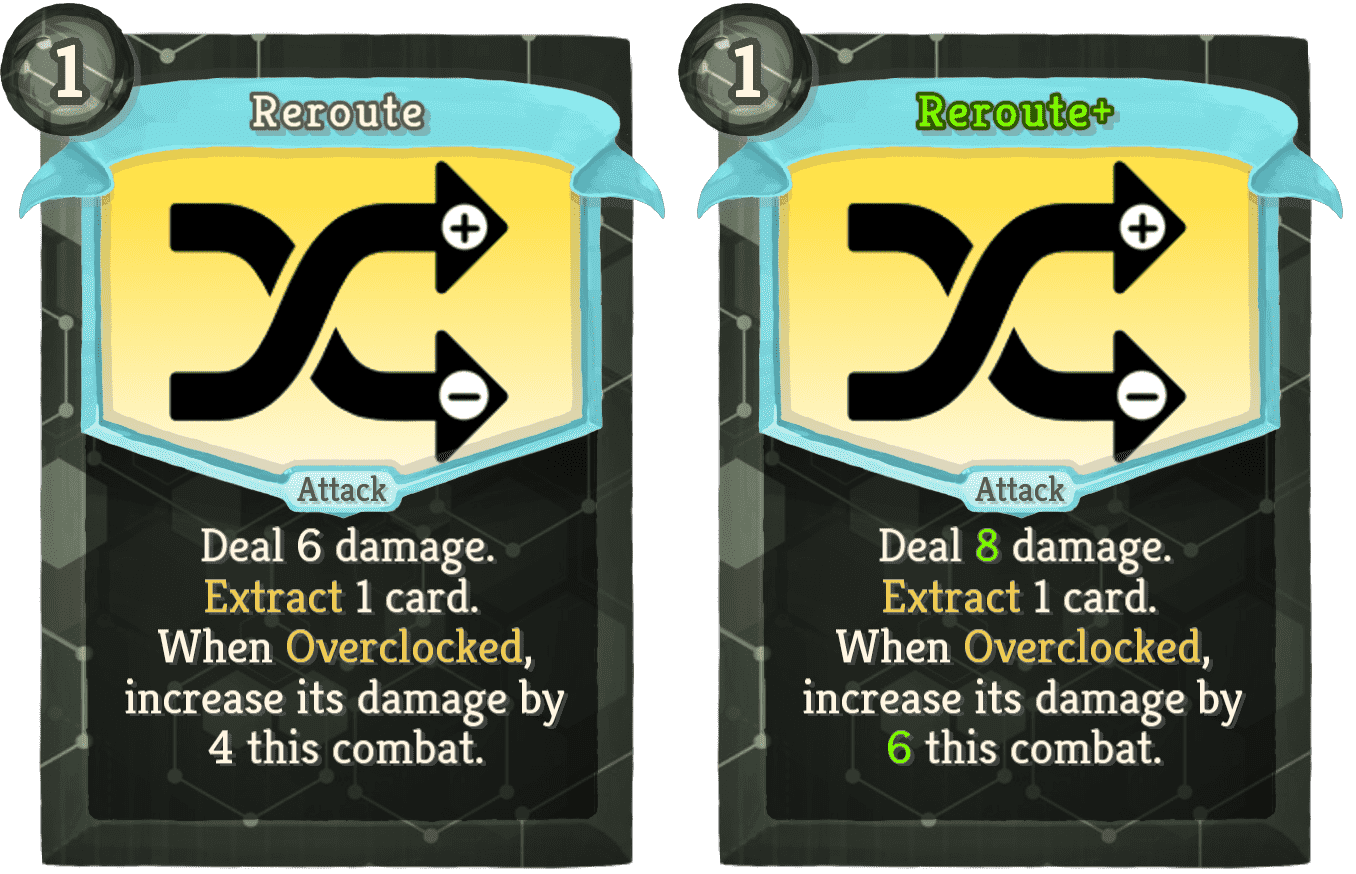 1
Reroute
Attack
Deal 6 damage.
Extract 1 card.
When Overclocked,
increase its damage by
4 this combat.
1
Reroute+
Attack
Deal 8 damage.
Extract 1 card.
When Overclocked,
increase its damage by
6 this combat.